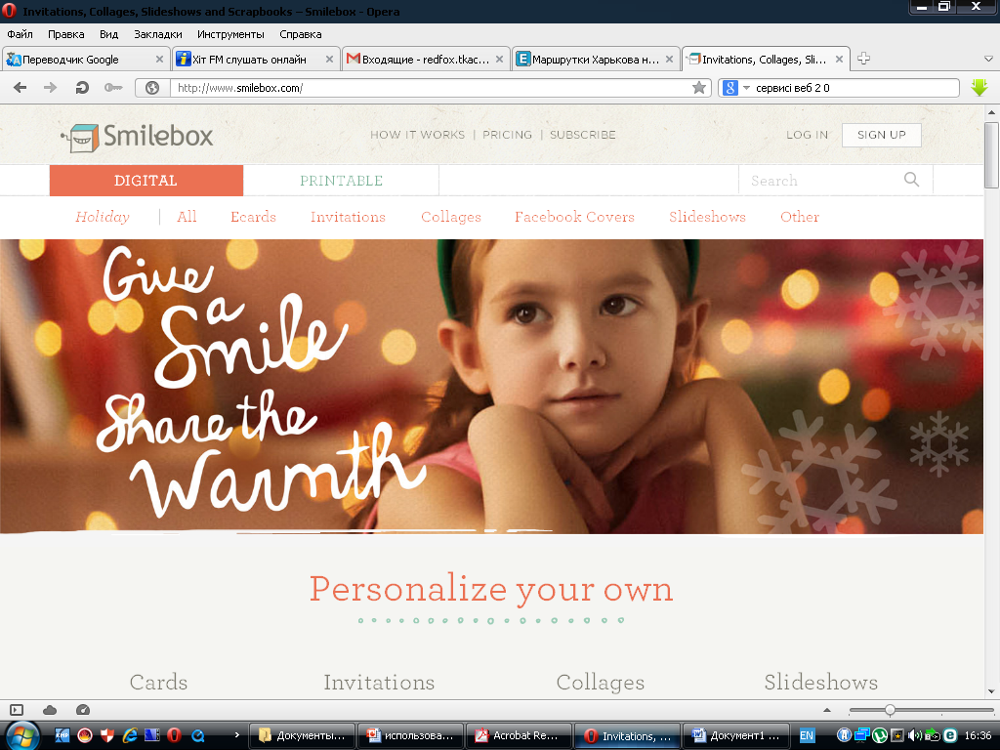 Invitations, Collages, Slideshows and Scrapbooks – Smilebox - Opera
Файл Правка Вид Закладки Инструменты Справка
Переводчик Google
Хіт FM слушать онлайн
Входящие - redfox.tkac...
Маршрутки Харькова н...
Invitations, Collages, Sli...
http://www.smilebox.com/
сервисі веб 2 0
Smilebox
HOW IT WORKS | PRICING | SUBSCRIBE
LOG IN
SIGN UP
DIGITAL
PRINTABLE
Search
Holiday | All Ecards Invitations Collages Facebook Covers Slideshows Other
Give
a
Smile
Share the
Warmth
Personalize your own
Cards Invitations Collages Slideshows
Документы...
использова...
Acrobat Re...
Invitations, ...
Документ1 ...
EN
16:36